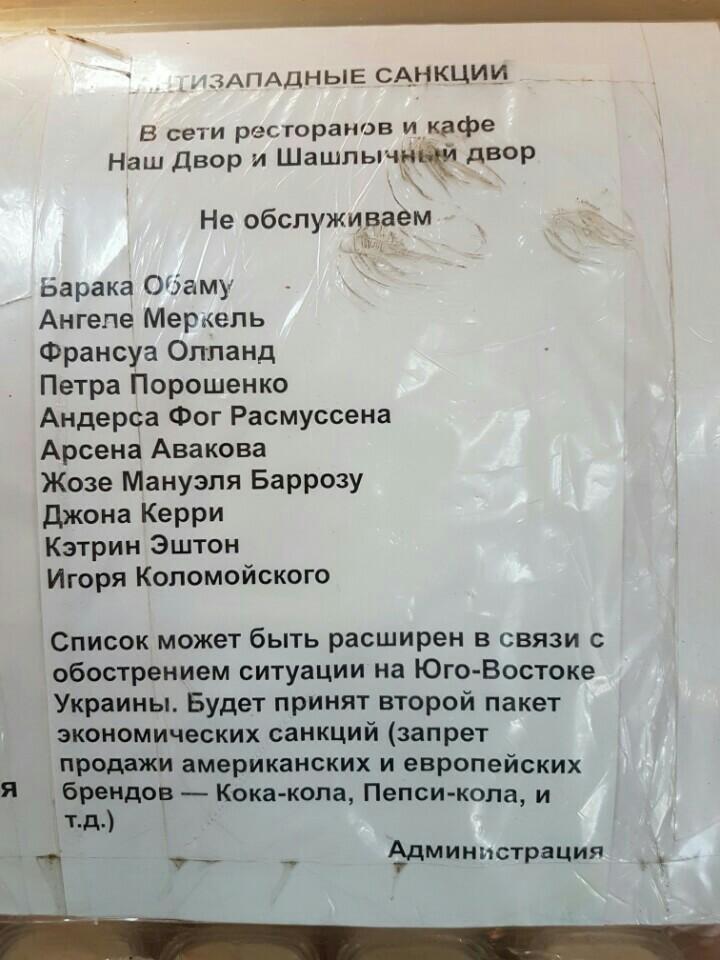 АНТИЗАПАДНЫЕ САНКЦИИ
В сети ресторанов и кафе
Наш Двор и Шашлычный двор
Не обслуживаем
Барака Обаму
Ангеле Меркель
Франсуа Олланд
Петра Порошенко
Андерса Фог Расмуссена
Арсена Авакова
Жозе Мануэля Баррозу
Джона Керри
Кэтрин Эштон
Игоря Коломойского
Список может быть расширен в связи с
обострением ситуации на Юго-Востоке
Украины. Будет принят второй пакет
экономических санкций (запрет
продажи американских и европейских
я брендов — Кока-кола, Пепси-кола, и
т.д.)
Администрация